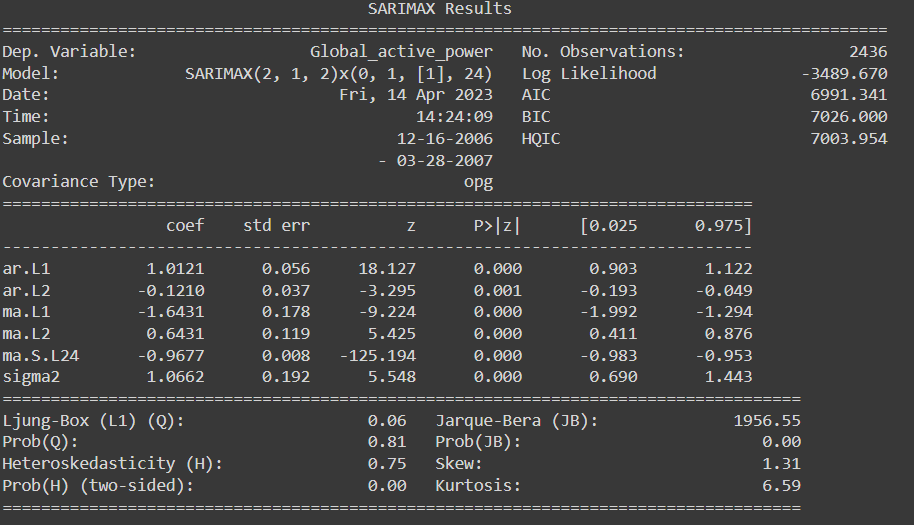 SARIMAX Results
==========================================================================================
Dep. Variable: Global_active_power No. Observations: 2436
Model: SARIMAX(2, 1, 2)x(0, 1, [1], 24) Log Likelihood -3489.670
Date: Fri, 14 Apr 2023 AIC 6991.341
Time: 14:24:09 BIC 7026.000
Sample: 12-16-2006 HQIC 7003.954
- 03-28-2007
Covariance Type: opg
==============================================================================
coef std err z P>|z| [0.025 0.975]
------------------------------------------------------------------------------
ar.L1 1.0121 0.056 18.127 0.000 0.903 1.122
ar.L2 -0.1210 0.037 -3.295 0.001 -0.193 -0.049
ma.L1 -1.6431 0.178 -9.224 0.000 -1.992 -1.294
ma.L2 0.6431 0.119 5.425 0.000 0.411 0.876
ma.S.L24 -0.9677 0.008 -125.194 0.000 -0.983 -0.953
sigma2 1.0662 0.192 5.548 0.000 0.690 1.443
===================================================================================
Ljung-Box (L1) (Q): 0.06 Jarque-Bera (JB): 1956.55
Prob(Q): 0.81 Prob(JB): 0.00
Heteroskedasticity (H): 0.75 Skew: 1.31
Prob(H) (two-sided): 0.00 Kurtosis: 6.59
===================================================================================